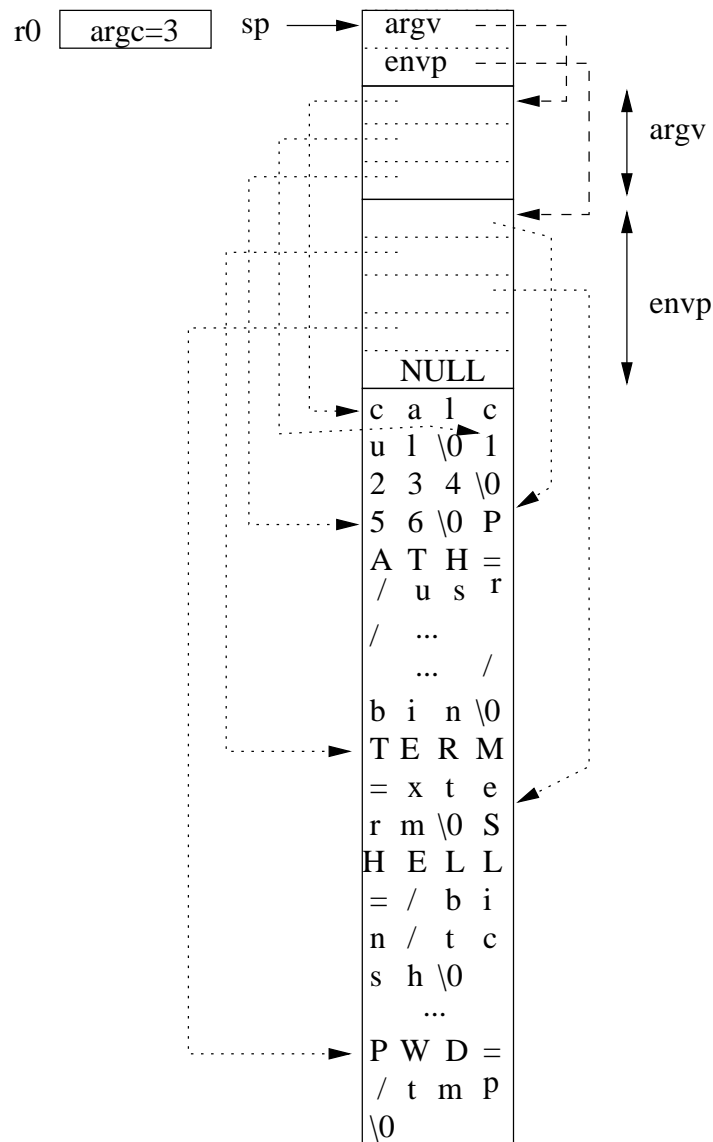 r0 argc=3 sp argv
envp
argv
envp
NULL
c a l c
u l \0 1
2 3 4 \0
5 6 \0 P
A T H =
/ u s r
/ ...
... /
b i n \0
T E R M
= x t e
r m \0 S
H E L L
= / b i
n / t c
s h \0
...
P W D =
/ t m p
\0